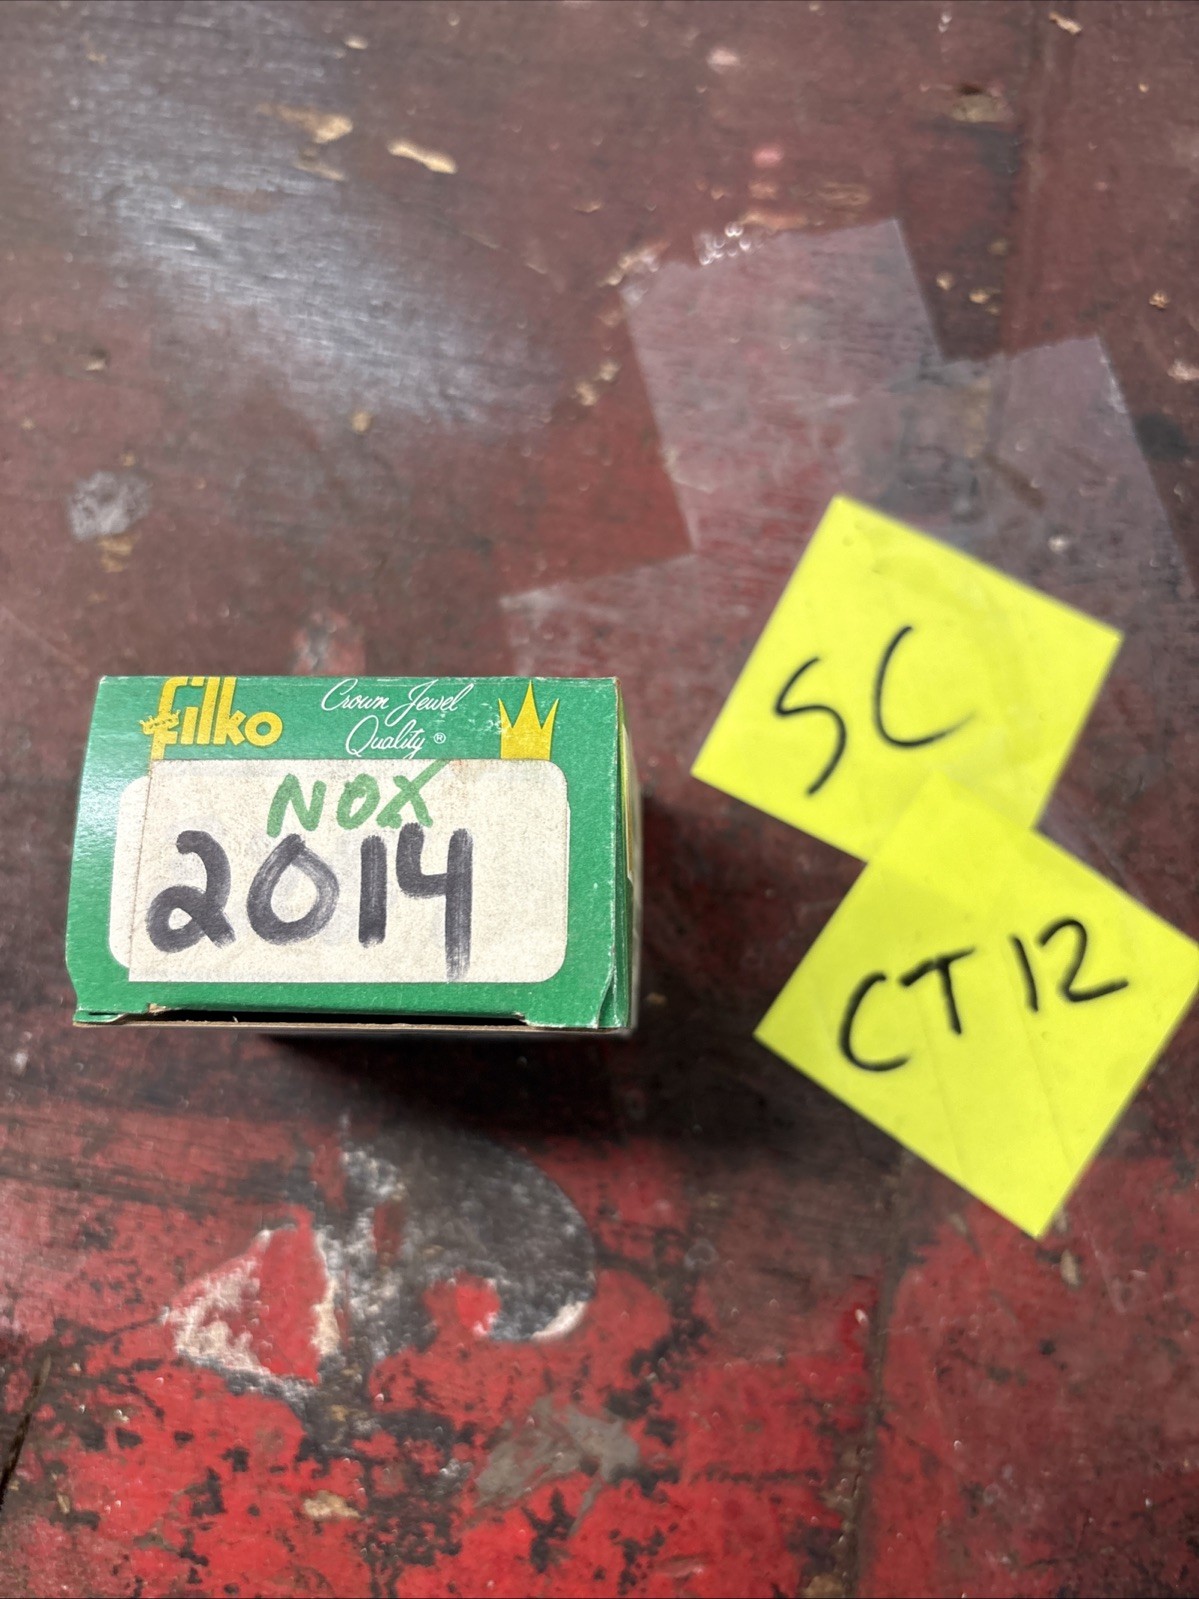 filko
Crown Jewel
Quality ®
NOX
2014
SC
CT12